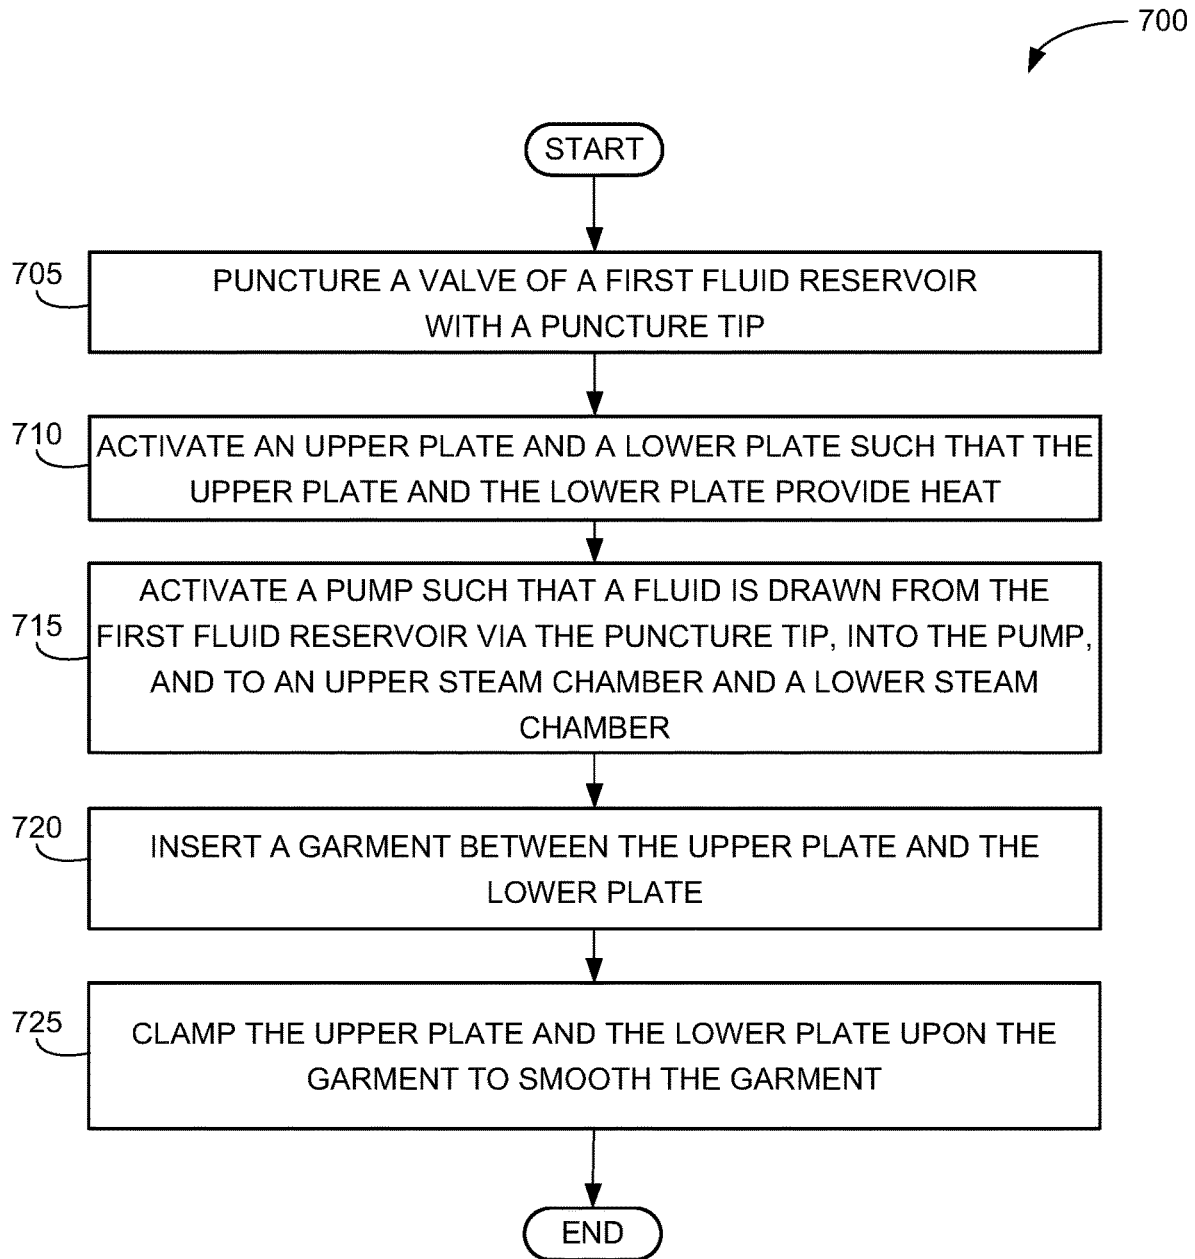 700
START
705
PUNCTURE A VALVE OF A FIRST FLUID RESERVOIR
WITH A PUNCTURE TIP
710
ACTIVATE AN UPPER PLATE AND A LOWER PLATE SUCH THAT THE
UPPER PLATE AND THE LOWER PLATE PROVIDE HEAT
715
ACTIVATE A PUMP SUCH THAT A FLUID IS DRAWN FROM THE
FIRST FLUID RESERVOIR VIA THE PUNCTURE TIP, INTO THE PUMP,
AND TO AN UPPER STEAM CHAMBER AND A LOWER STEAM
CHAMBER
720
INSERT A GARMENT BETWEEN THE UPPER PLATE AND THE
LOWER PLATE
725
CLAMP THE UPPER PLATE AND THE LOWER PLATE UPON THE
GARMENT TO SMOOTH THE GARMENT
END